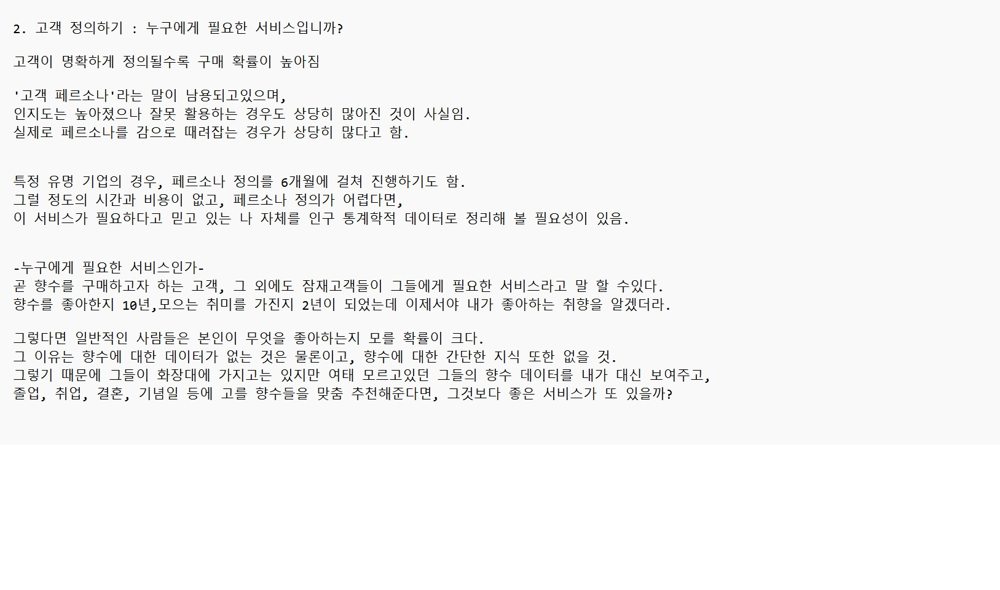 2. 고객 정의하기 : 누구에게 필요한 서비스입니까?
고객이 명확하게 정의될수록 구매 확률이 높아짐
'고객 페르소나'라는 말이 남용되고있으며,
인지도는 높아졌으나 잘못 활용하는 경우도 상당히 많아진 것이 사실임.
실제로 페르소나를 감으로 때려잡는 경우가 상당히 많다고 함.
특정 유명 기업의 경우, 페르소나 정의를 6개월에 걸쳐 진행하기도 함.
그럴 정도의 시간과 비용이 없고, 페르소나 정의가 어렵다면,
이 서비스가 필요하다고 믿고 있는 나 자체를 인구 통계학적 데이터로 정리해 볼 필요성이 있음.
-누구에게 필요한 서비스인가-
곧 향수를 구매하고자 하는 고객, 그 외에도 잠재고객들이 그들에게 필요한 서비스라고 말 할 수있다.
향수를 좋아한지 10년,모으는 취미를 가진지 2년이 되었는데 이제서야 내가 좋아하는 취향을 알겠더라.
그렇다면 일반적인 사람들은 본인이 무엇을 좋아하는지 모를 확률이 크다.
그 이유는 향수에 대한 데이터가 없는 것은 물론이고, 향수에 대한 간단한 지식 또한 없을 것.
그렇기 때문에 그들이 화장대에 가지고는 있지만 여태 모르고있던 그들의 향수 데이터를 내가 대신 보여주고,
졸업, 취업, 결혼, 기념일 등에 고를 향수들을 맞춤 추천해준다면, 그것보다 좋은 서비스가 또 있을까?